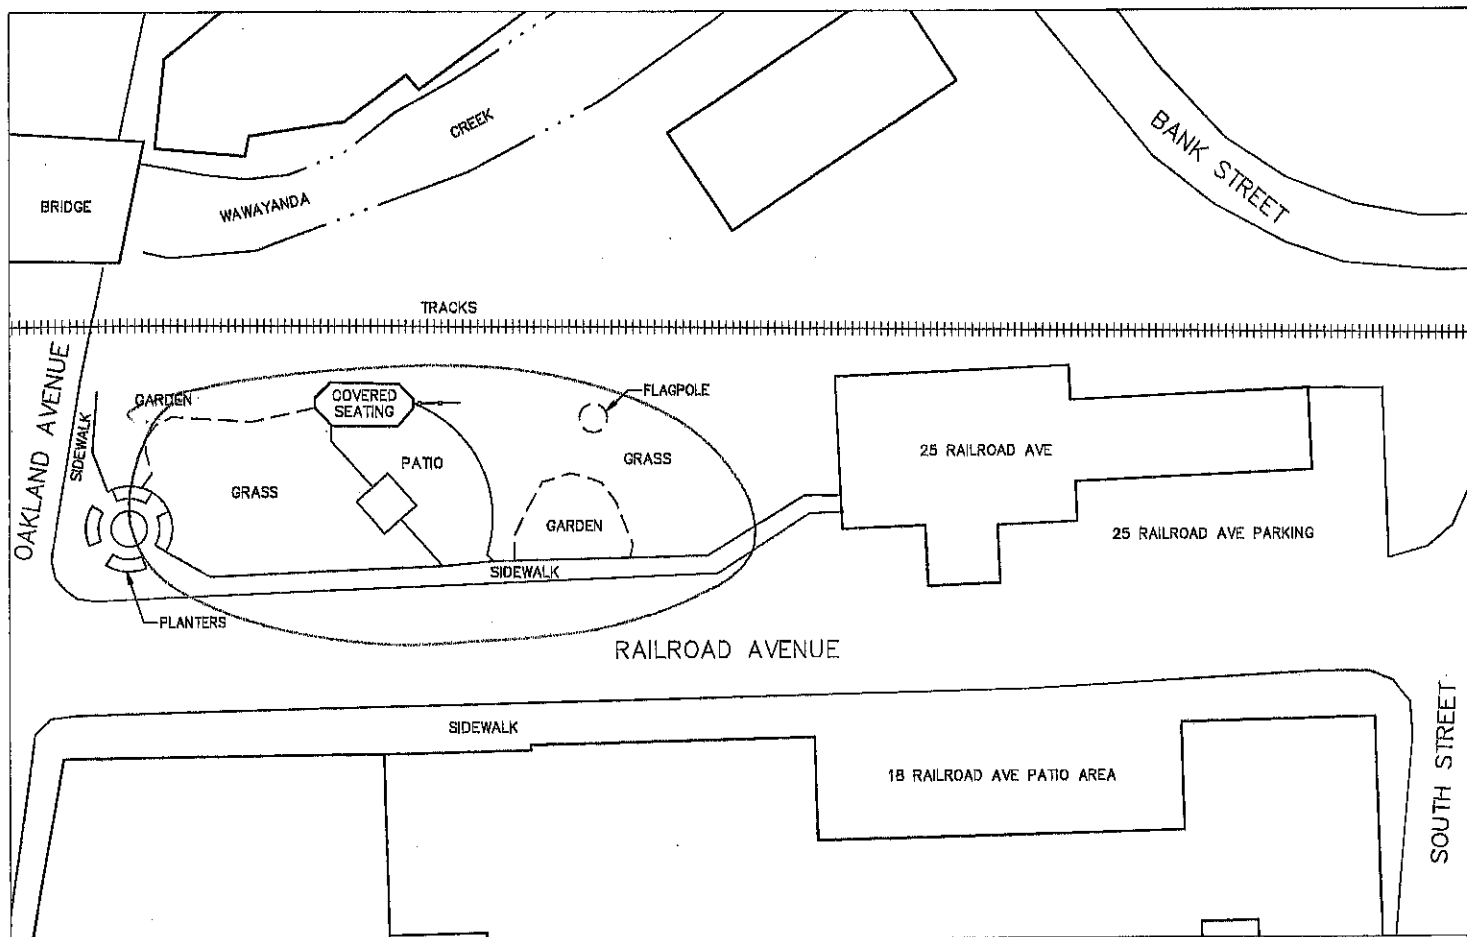 CREEK
BANK STREET
BRIDGE
WAWAYANDA
TRACKS
OAKLAND AVENUE
SIDEWALK
GARDEN
COVERED
SEATING
FLAGPOLE
PATIO
GRASS
GRASS
25 RAILROAD AVE
GARDEN
25 RAILROAD AVE PARKING
SIDEWALK
PLANTERS
RAILROAD AVENUE
SIDEWALK
18 RAILROAD AVE PATIO AREA
SOUTH STREET